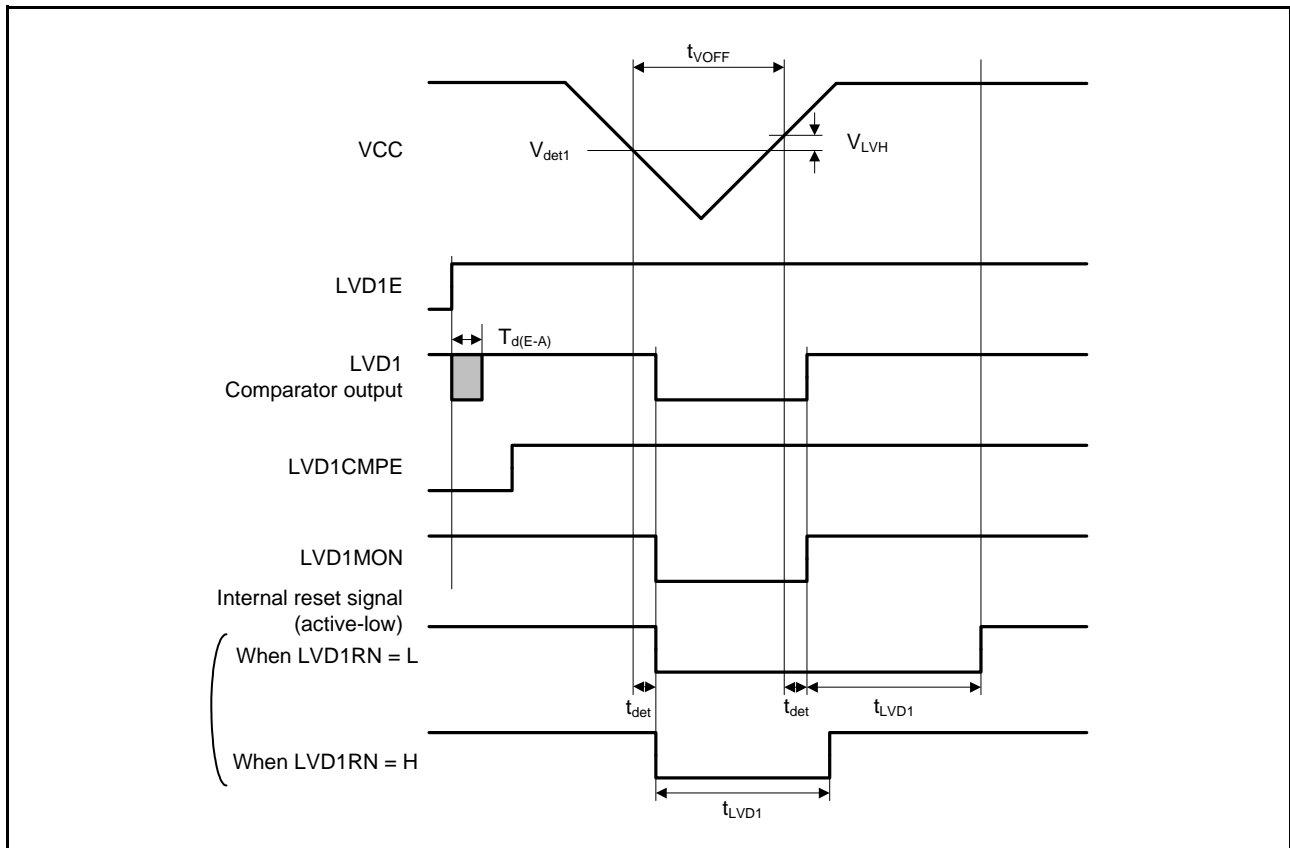 tVOFF
VCC
Vdet1
VLVH
LVD1E
Td(E-A)
LVD1
Comparator output
LVD1CMPE
LVD1MON
Internal reset signal
(active-low)
When LVD1RN = L
tdet
tdet
tLVD1
When LVD1RN = H
tLVD1